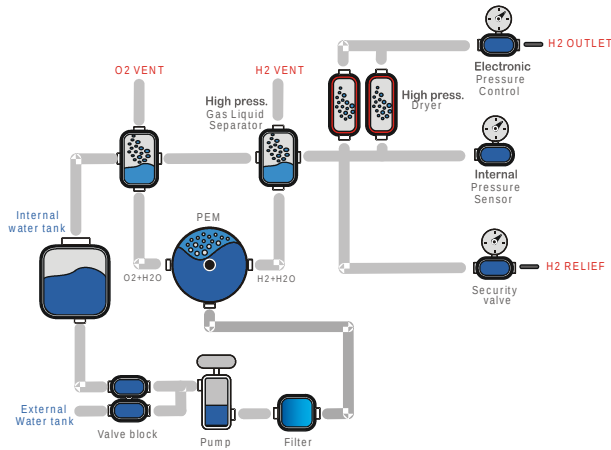 H2 OUTLET
Electronic
Pressure
Control
O2 VENT
H2 VENT
High press.
Gas Liquid
Separator
High press.
Dryer
Internal
Pressure
Sensor
Internal
water tank
PEM
O2+H2O
H2+H2O
H2 RELIEF
Security
valve
External
Water tank
Valve block
Pump
Filter